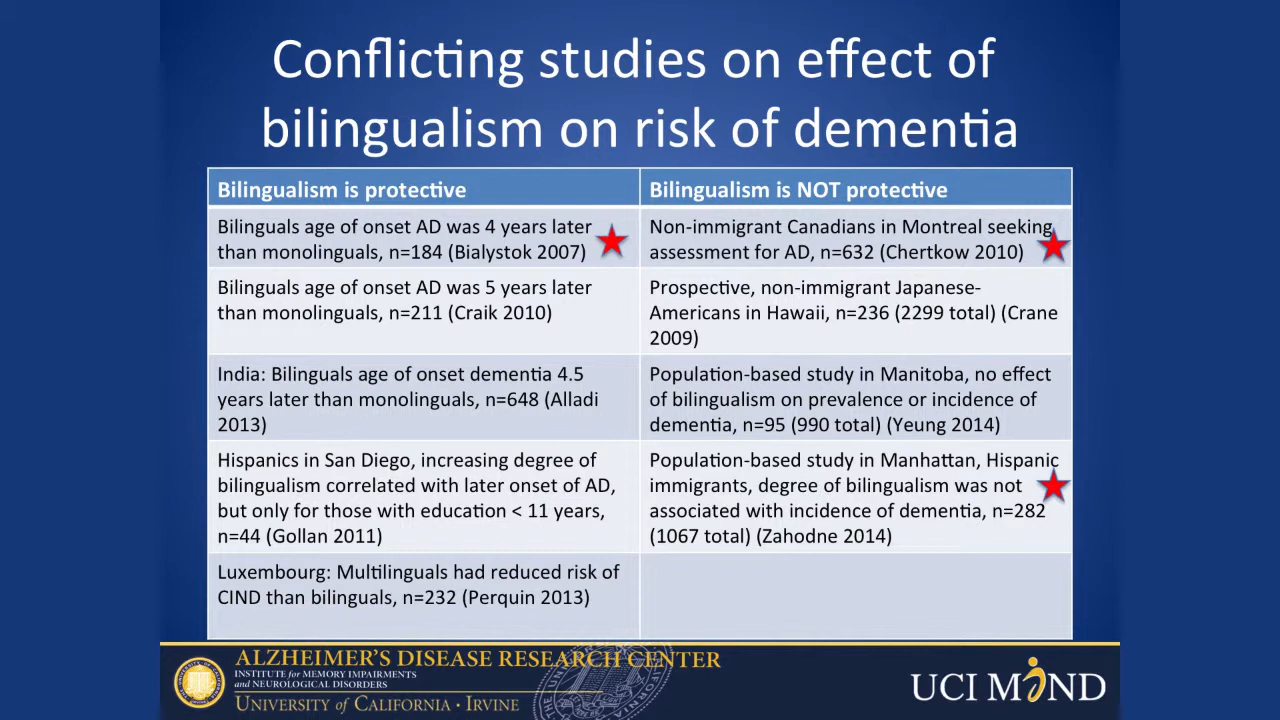 Conflicting studies on effect of
bilingualism on risk of dementia
Bilingualism is protective
Bilingualism is NOT protective
Bilinguals age of onset AD was 4 years later
than monolinguals, n=184 (Bialystok 2007)
Non-immigrant Canadians in Montreal seeking
assessment for AD, n=632 (Chertkow 2010)
Bilinguals age of onset AD was 5 years later
than monolinguals, n=211 (Craik 2010)
Prospective, non-immigrant Japanese-
Americans in Hawaii, n=236 (2299 total) (Crane
2009)
India: Bilinguals age of onset dementia 4.5
years later than monolinguals, n=648 (Alladi
2013)
Population-based study in Manitoba, no effect
of bilingualism on prevalence or incidence of
dementia, n=95 (990 total) (Yeung 2014)
Hispanics in San Diego, increasing degree of
bilingualism correlated with later onset of AD,
but only for those with education < 11 years,
n=44 (Gollan 2011)
Population-based study in Manhattan, Hispanic
immigrants, degree of bilingualism was not
associated with incidence of dementia, n=282
(1067 total) (Zahodne 2014)
Luxembourg: Multilinguals had reduced risk of
CIND than bilinguals, n=232 (Perquin 2013)
ALZHEIMER'S DISEASE RESEARCH CENTER
INSTITUTE for MEMORY IMPAIRMENTS
and NEUROLOGICAL DISORDERS
UNIVERSITY of CALIFORNIA · IRVINE
UCI MIND